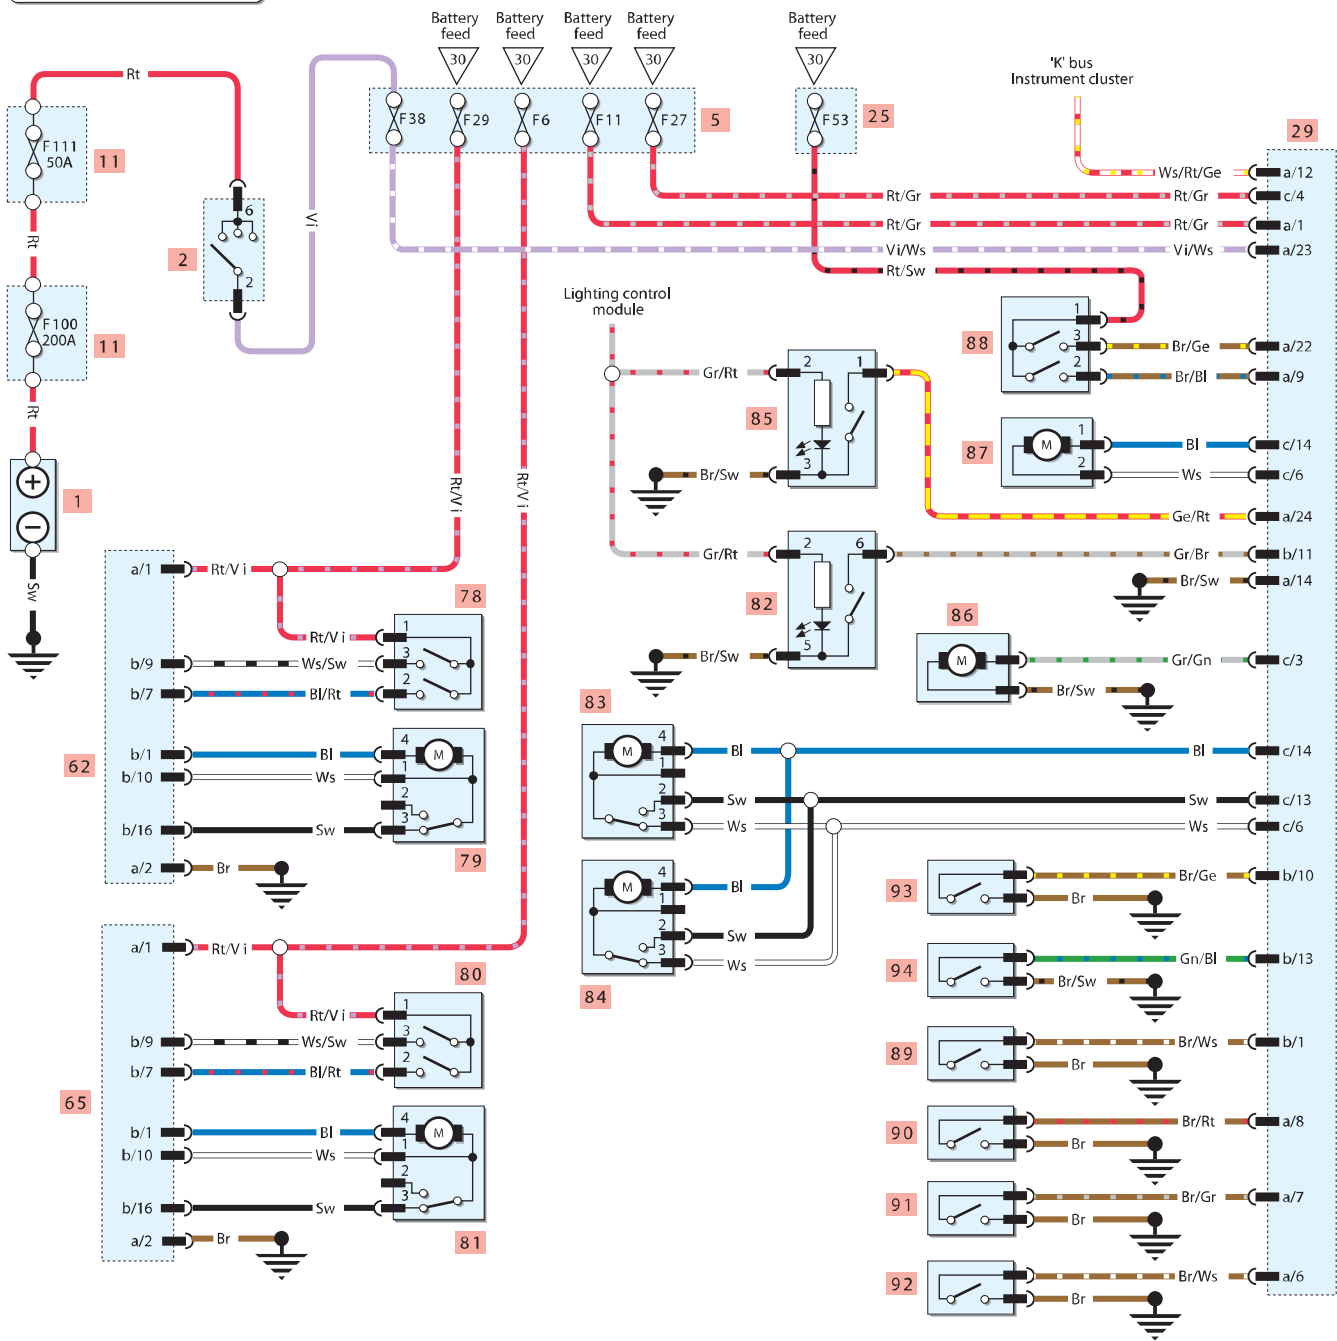 Battery feed
30
Battery feed
30
Battery feed
30
Battery feed
30
Battery feed
30
'K' bus
Instrument cluster
Rt
F38
F29
F6
F11
F27
5
F53
25
29
F111
50A
11
Ws/Rt/Ge
a/12
Rt/Gr
Rt/Gr
c/4
6
Vi
Rt/Gr
Rt/Gr
a/1
Rt
2
Vi/Ws
Vi/Ws
a/23
2
Rt/Sw
Lighting control
module
F100
200A
11
88
1
3
2
Br/Ge
a/22
Br/Bl
a/9
Rt
Gr/Rt
2
1
85
3
Br/Sw
87
M
1
2
Bl
c/14
Ws
c/6
1
Rt/Vi
Rt/Vi
Ge/Rt
a/24
Gr/Rt
2
6
Gr/Br
b/11
82
5
Br/Sw
Br/Sw
a/14
Sw
a/1
Rt/Vi
78
86
Rt/Vi
1
3
2
b/9
Ws/Sw
b/7
Bl/Rt
M
Gr/Gn
c/3
Br/Sw
83
62
b/1
Bl
4
M
b/10
Ws
1
2
3
b/16
Sw
79
a/2
Br
M
4
1
2
3
Bl
Bl
c/14
Sw
Sw
c/13
Ws
Ws
c/6
M
4
1
2
3
Bl
Sw
Ws
84
93
Br/Ge
b/10
Br
94
Gn/Bl
b/13
Br/Sw
a/1
Rt/Vi
80
Rt/Vi
1
3
2
b/9
Ws/Sw
b/7
Bl/Rt
89
Br/Ws
b/1
Br
65
b/1
Bl
4
M
b/10
Ws
1
2
3
b/16
Sw
81
a/2
Br
90
Br/Rt
a/8
Br
91
Br/Gr
a/7
Br
92
Br/Ws
a/6
Br